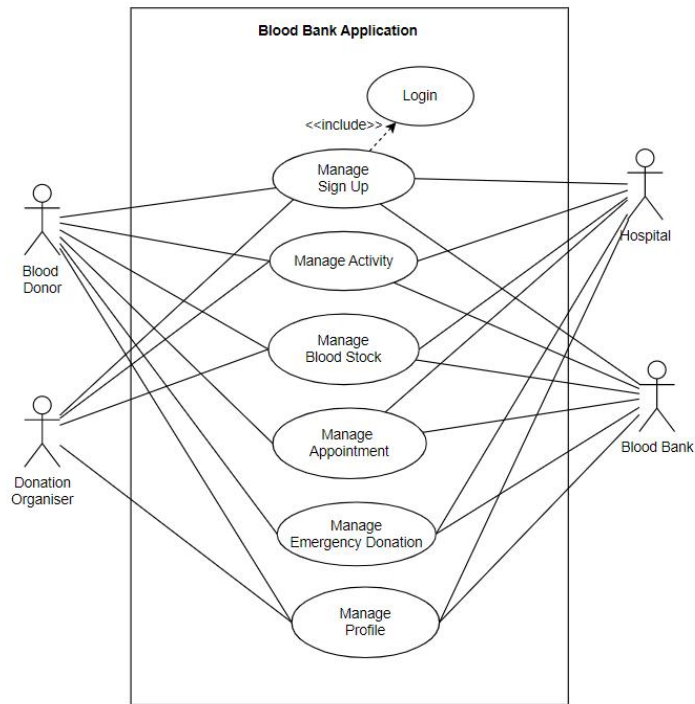 Blood Bank Application
Login
<<include>>
Manage
Sign Up
Hospital
Blood
Donor
Manage Activity
Manage
Blood Stock
Manage
Appointment
Blood Bank
Donation
Organiser
Manage
Emergency Donation
Manage
Profile